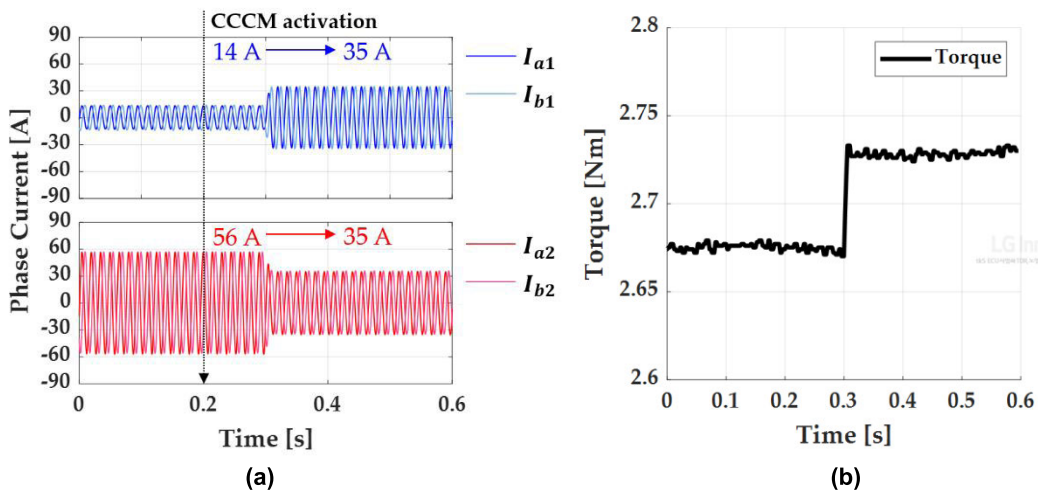 CCCM activation
14 A 35 A
90
60
30
0
-30
-60
-90
I_a1
I_b1
56 A 35 A
90
60
30
0
-30
-60
-90
I_a2
I_b2
Phase Current [A]
0 0.2 0.4 0.6
Time [s]
(a)
2.8
2.75
2.7
2.65
2.6
Torque
Torque [Nm]
LG Inn
0 0.1 0.2 0.3 0.4 0.5 0.6
Time [s]
(b)